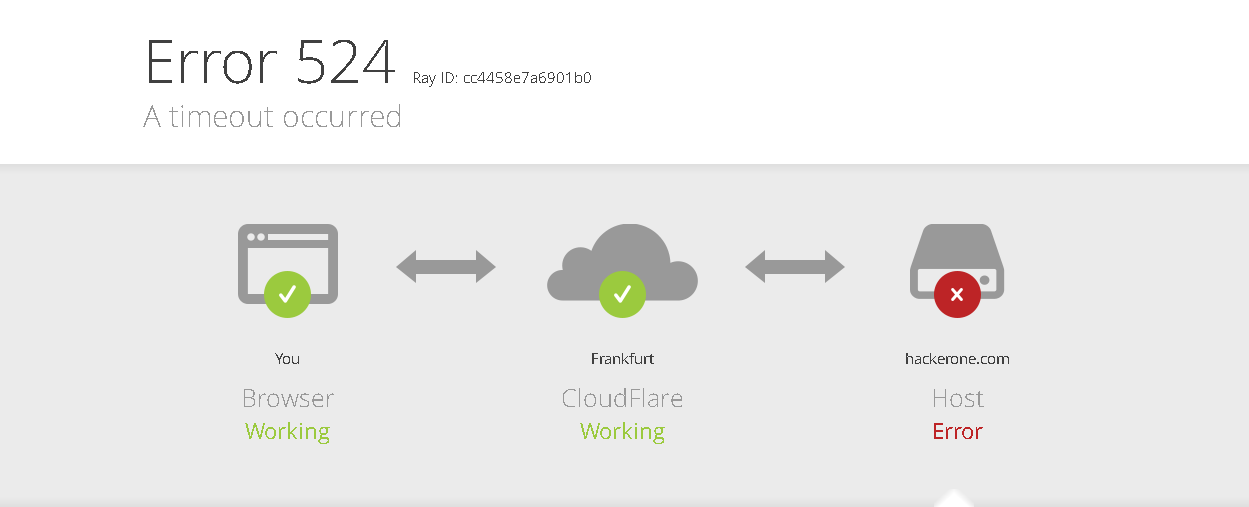 Error 524 Ray ID: cc4458e7a6901b0
A timeout occurred
You Frankfurt hackerone.com
Browser CloudFlare Host
Working Working Error